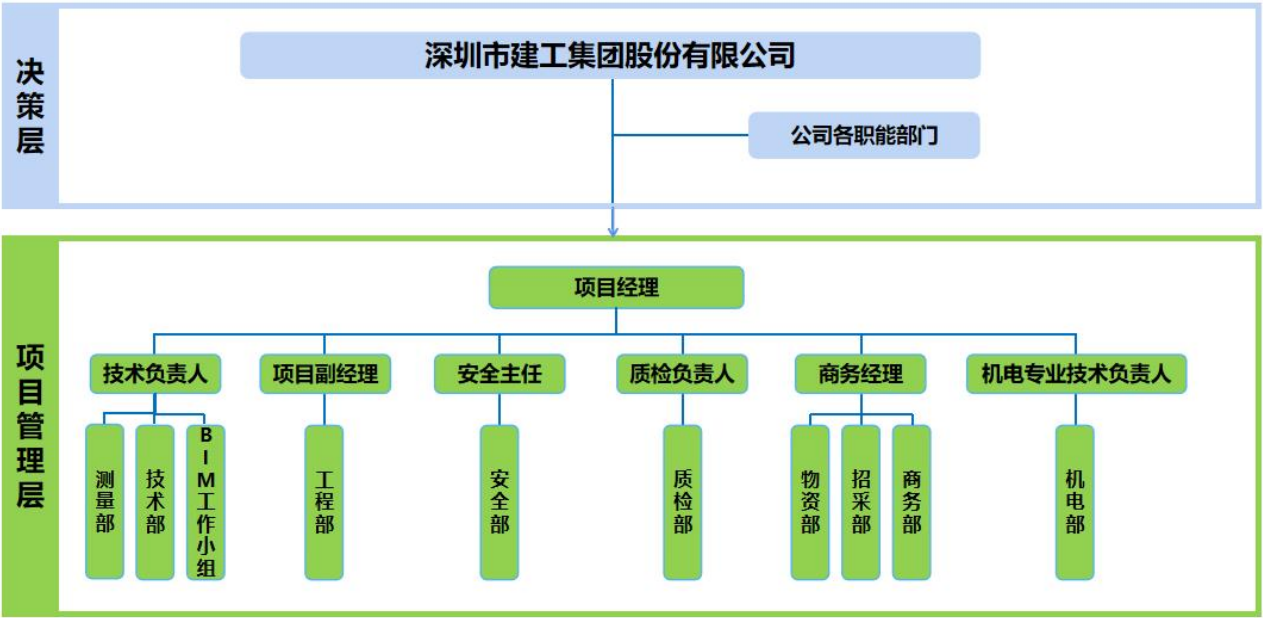 决策层
深圳市建工集团股份有限公司
公司各职能部门
项目管理层
项目经理
技术负责人
项目副经理
安全主任
质检负责人
商务经理
机电专业技术负责人
测量部
技术部
BIM工作小组
工程部
安全部
质检部
物资部
招采部
商务部
机电部